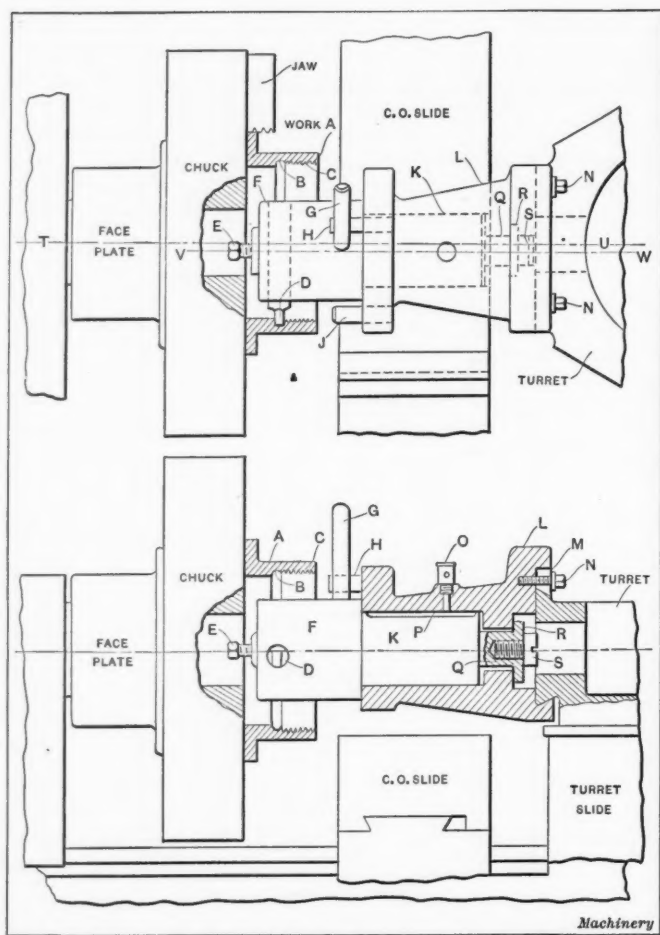 JAW
C.O. SLIDE
WORK A
CHUCK
B
C
L
F
K
N
G
R
Q
S
FACE
PLATE
E
H
T
V
U
W
D
N
J
TURRET
G
L
A
C
H
O
M
CHUCK
B
N
TURRET
P
E
F
K
R
FACE
PLATE
D
Q
S
C.O. SLIDE
TURRET
SLIDE
Machinery